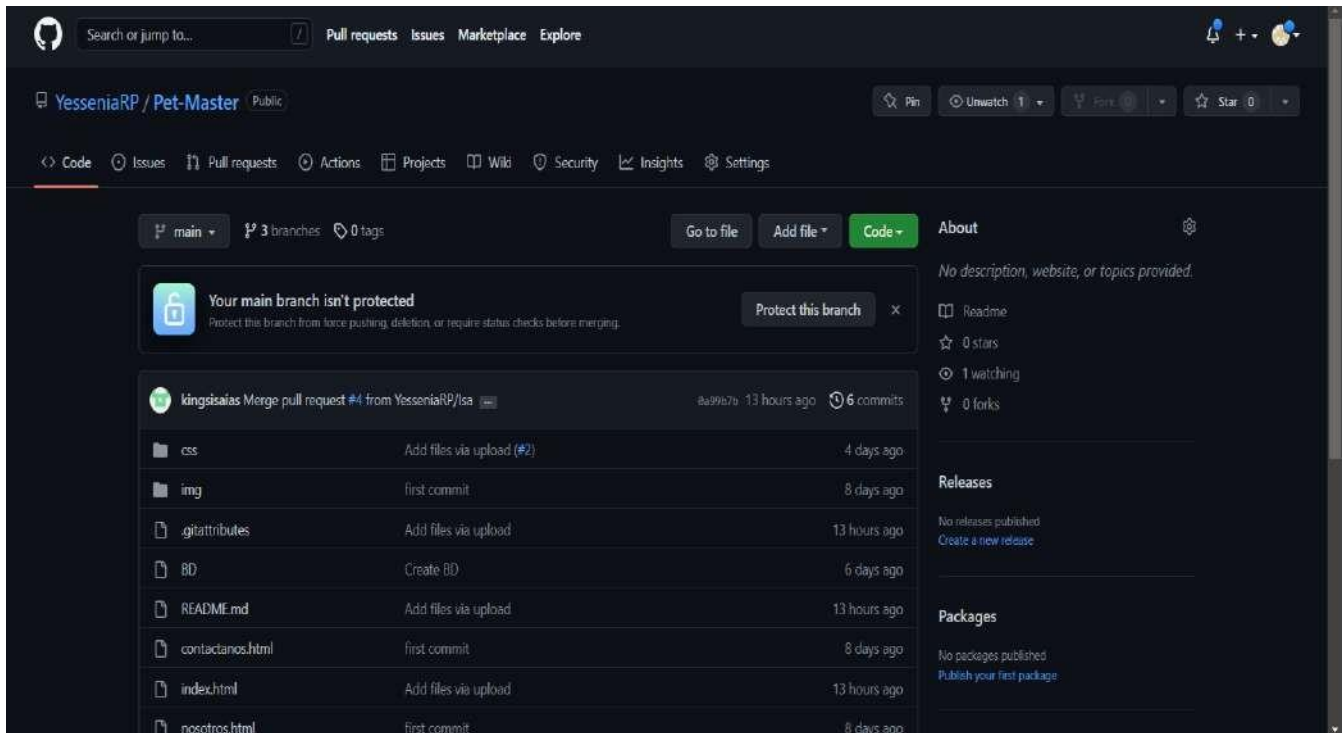 Search or jump to... / Pull requests Issues Marketplace Explore
YesseniaRP / Pet-Master Public Pin Unwatch 1 Fork 0 Star 0
Code Issues Pull requests Actions Projects Wiki Security Insights Settings
main 3 branches 0 tags Go to file Add file Code
Your main branch isn't protected
Protect this branch from force pushing, deletion, or require status checks before merging.
Protect this branch
kingsisaias Merge pull request #4 from YesseniaRP/Isa 13 hours ago 6 commits
css Add files via upload (#2) 4 days ago
img first commit 8 days ago
.gitattributes Add files via upload 13 hours ago
BD Create BD 6 days ago
README.md Add files via upload 13 hours ago
contactanos.html first commit 8 days ago
index.html Add files via upload 13 hours ago
nosotros.html first commit 8 days ago
About
No description, website, or topics provided.
Readme
0 stars
1 watching
0 forks
Releases
No releases published
Create a new release
Packages
No packages published
Publish your first package